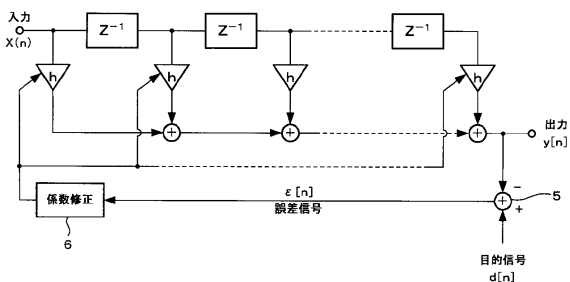 入力
X(n)
Z⁻¹
Z⁻¹
Z⁻¹
h
h
h
h
出力
y[n]
係数修正
6
ε[n]
誤差信号
−
+
5
目的信号
d[n]